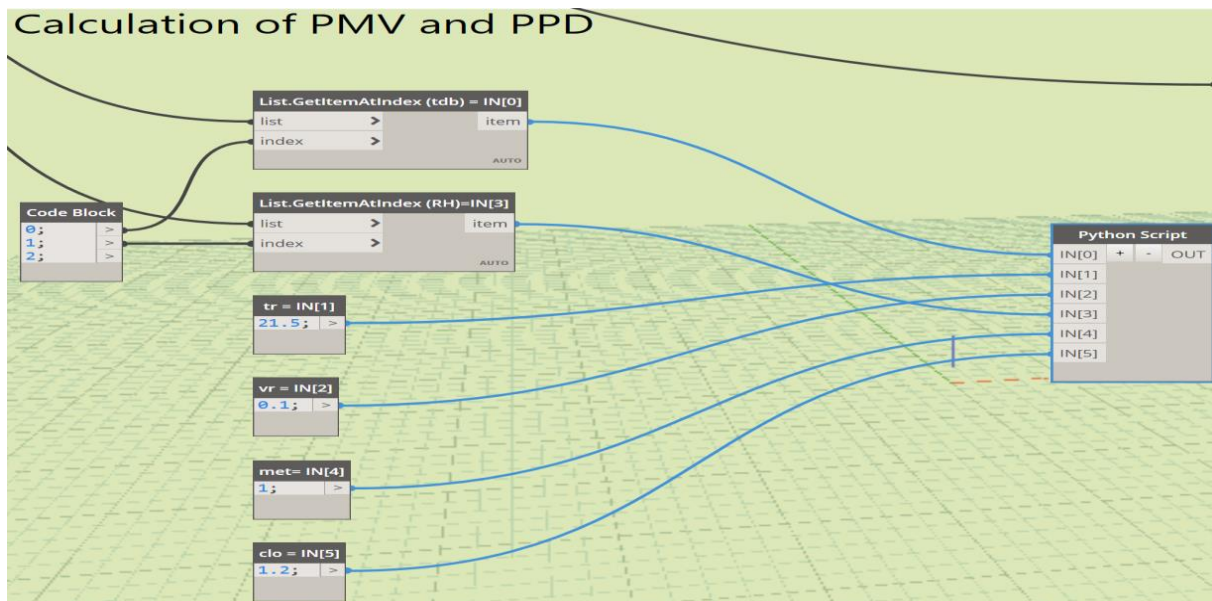 Calculation of PMV and PPD
List.GetItemAtIndex (tdb) = IN[0]
list > item
index >
AUTO
List.GetItemAtIndex (RH)=IN[3]
list > item
index >
AUTO
Code Block
0; >
1; >
2; >
tr = IN[1]
21.5; >
vr = IN[2]
0.1; >
met= IN[4]
1; >
clo = IN[5]
1.2; >
Python Script
IN[0] + - OUT
IN[1]
IN[2]
IN[3]
IN[4]
IN[5]